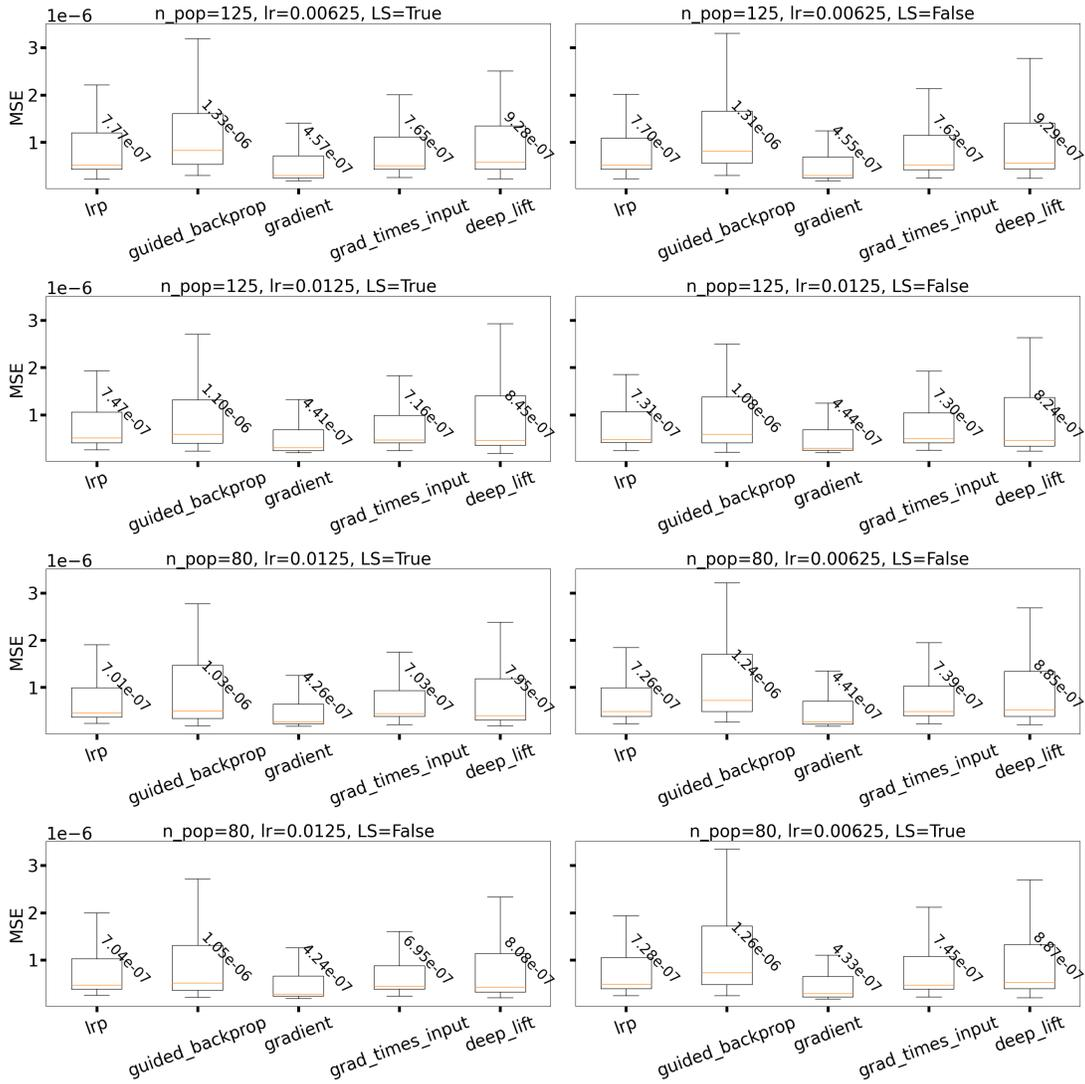 n_pop=125, lr=0.00625, LS=True
1e−6
MSE
3
2
1
7.77e-07
1.33e-06
4.57e-07
7.65e-07
9.28e-07
lrp
guided_backprop
gradient
grad_times_input
deep_lift
n_pop=125, lr=0.00625, LS=False
7.70e-07
1.31e-06
4.55e-07
7.63e-07
9.29e-07
lrp
guided_backprop
gradient
grad_times_input
deep_lift
n_pop=125, lr=0.0125, LS=True
1e−6
MSE
3
2
1
7.47e-07
1.10e-06
4.41e-07
7.16e-07
8.45e-07
lrp
guided_backprop
gradient
grad_times_input
deep_lift
n_pop=125, lr=0.0125, LS=False
7.31e-07
1.08e-06
4.44e-07
7.30e-07
8.24e-07
lrp
guided_backprop
gradient
grad_times_input
deep_lift
n_pop=80, lr=0.0125, LS=True
1e−6
MSE
3
2
1
7.01e-07
1.03e-06
4.26e-07
7.03e-07
7.95e-07
lrp
guided_backprop
gradient
grad_times_input
deep_lift
n_pop=80, lr=0.00625, LS=False
7.26e-07
1.24e-06
4.41e-07
7.39e-07
8.85e-07
lrp
guided_backprop
gradient
grad_times_input
deep_lift
n_pop=80, lr=0.0125, LS=False
1e−6
MSE
3
2
1
7.04e-07
1.05e-06
4.24e-07
6.95e-07
8.08e-07
lrp
guided_backprop
gradient
grad_times_input
deep_lift
n_pop=80, lr=0.00625, LS=True
7.28e-07
1.26e-06
4.33e-07
7.45e-07
8.87e-07
lrp
guided_backprop
gradient
grad_times_input
deep_lift